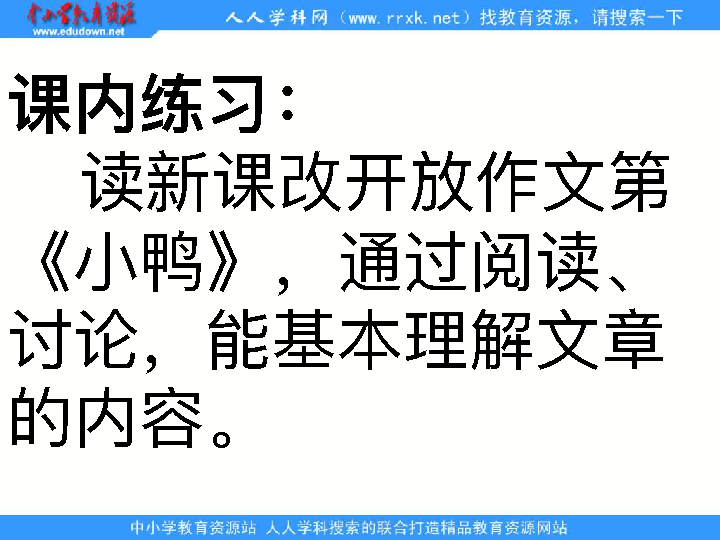 中小学教育资源
www.edudown.net
人人学科网（www.rrxk.net）找教育资源，请搜索一下
课内练习：
读新课改开放作文第
《小鸭》，通过阅读、
讨论，能基本理解文章
的内容。
中小学教育资源站 人人学科搜索的联合打造精品教育资源网站